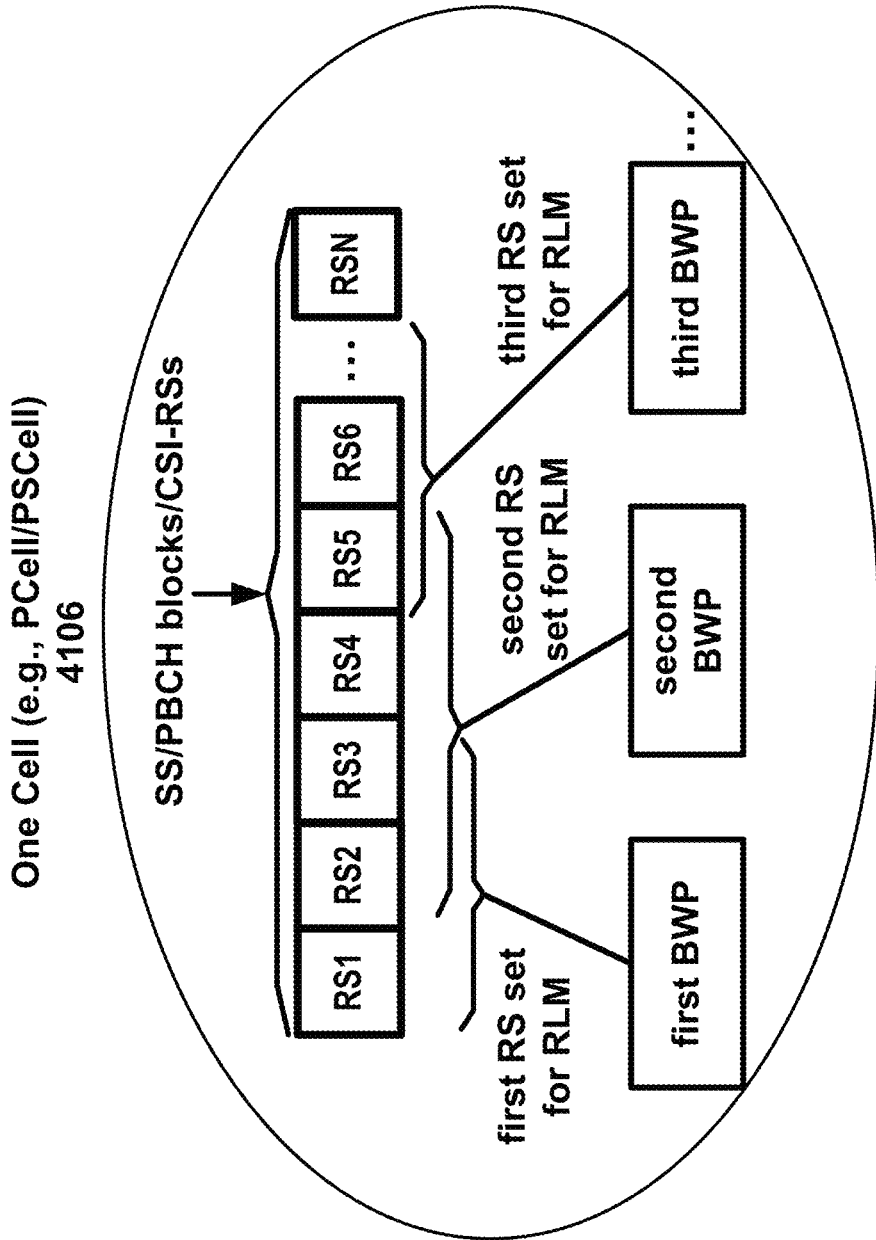 One Cell (e.g., PCell/PSCell)
4106
SS/PBCH blocks/CSI-RSs
RS1 RS2 RS3 RS4 RS5 RS6 ... RSN
first RS set
for RLM
second RS
set for RLM
third RS set
for RLM
first BWP
second
BWP
third BWP
...